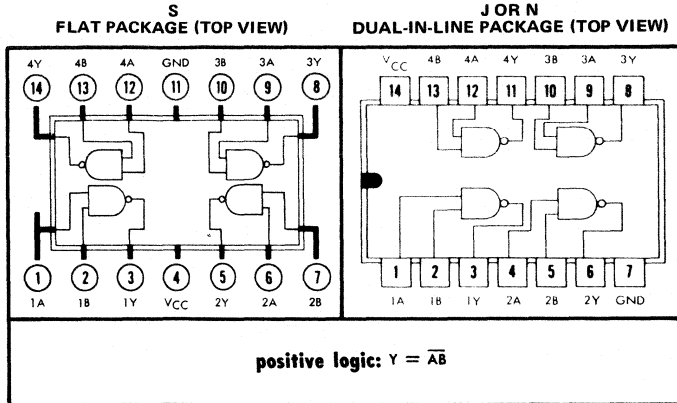 S
FLAT PACKAGE (TOP VIEW)
4Y 4B 4A GND 3B 3A 3Y
14 13 12 11 10 9 8
1 2 3 4 5 6 7
1A 1B 1Y VCC 2Y 2A 2B
J OR N
DUAL-IN-LINE PACKAGE (TOP VIEW)
VCC 4B 4A 4Y 3B 3A 3Y
14 13 12 11 10 9 8
1 2 3 4 5 6 7
1A 1B 1Y 2A 2B 2Y GND
positive logic: Y = A̅B̅